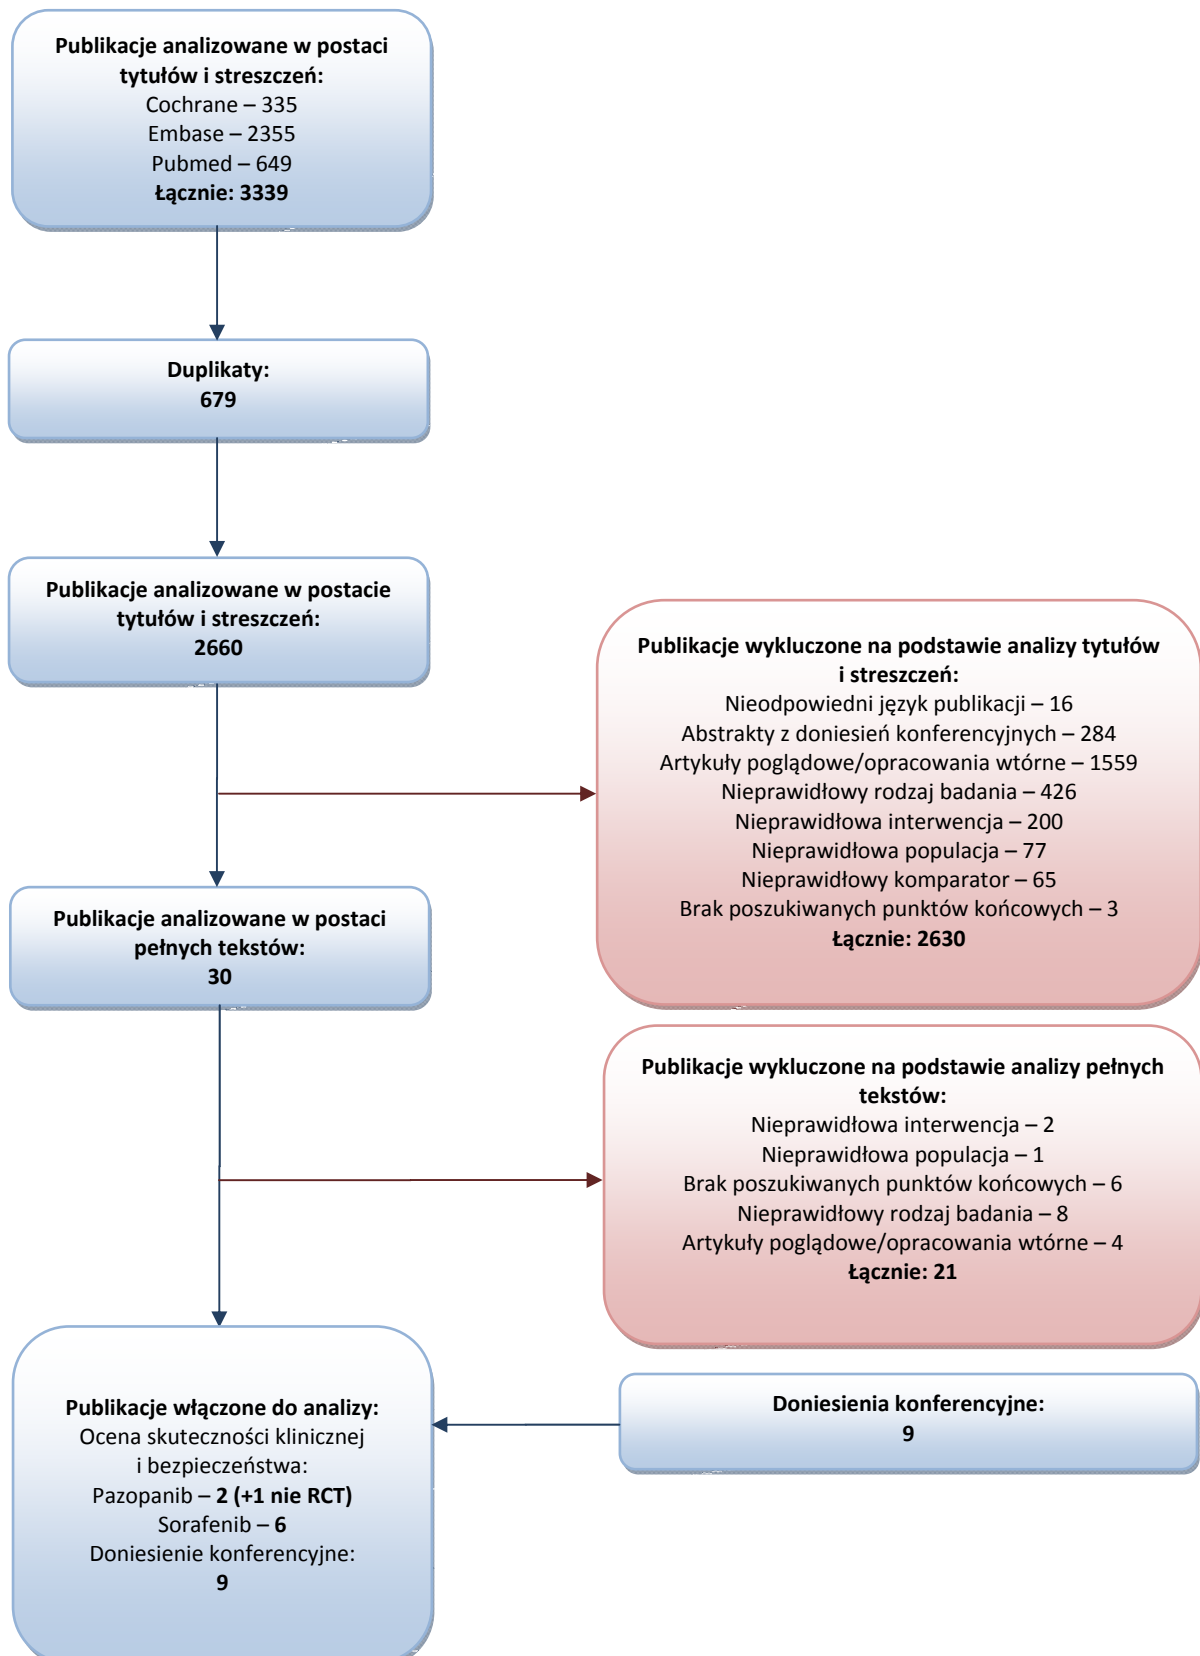 Publikacje analizowane w postaci
tytułów i streszczeń:
Cochrane – 335
Embase – 2355
Pubmed – 649
Łącznie: 3339
Duplikaty:
679
Publikacje analizowane w postacie
tytułów i streszczeń:
2660
Publikacje wykluczone na podstawie analizy tytułów
i streszczeń:
Nieodpowiedni język publikacji – 16
Abstrakty z doniesień konferencyjnych – 284
Artykuły poglądowe/opracowania wtórne – 1559
Nieprawidłowy rodzaj badania – 426
Nieprawidłowa interwencja – 200
Nieprawidłowa populacja – 77
Nieprawidłowy komparator – 65
Brak poszukiwanych punktów końcowych – 3
Łącznie: 2630
Publikacje analizowane w postaci
pełnych tekstów:
30
Publikacje wykluczone na podstawie analizy pełnych
tekstów:
Nieprawidłowa interwencja – 2
Nieprawidłowa populacja – 1
Brak poszukiwanych punktów końcowych – 6
Nieprawidłowy rodzaj badania – 8
Artykuły poglądowe/opracowania wtórne – 4
Łącznie: 21
Doniesienia konferencyjne:
9
Publikacje włączone do analizy:
Ocena skuteczności klinicznej
i bezpieczeństwa:
Pazopanib – 2 (+1 nie RCT)
Sorafenib – 6
Doniesienie konferencyjne:
9